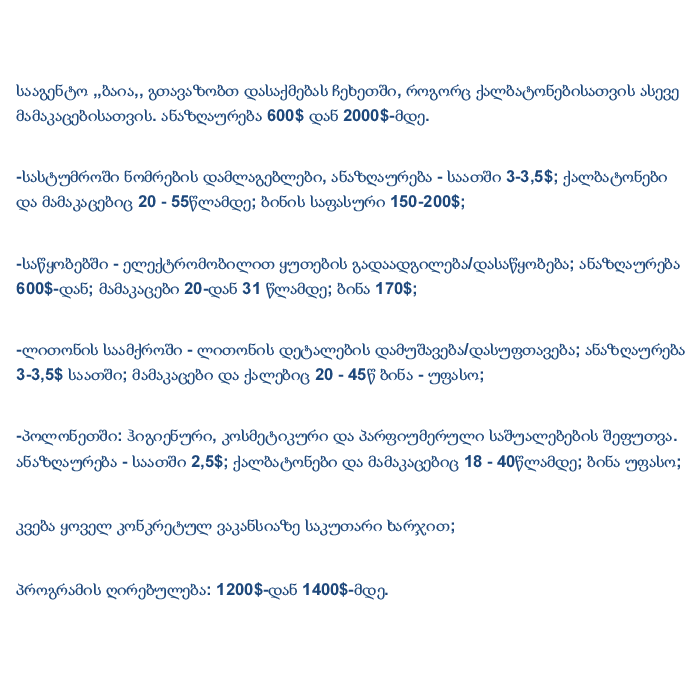 სააგენტო ,,ბაია,, გთავაზობთ დასაქმებას ჩეხეთში, როგორც ქალბატონებისათვის ასევე
მამაკაცებისათვის. ანაზღაურება 600$ დან 2000$-მდე.
-სასტუმროში ნომრების დამლაგებლები, ანაზღაურება - საათში 3-3,5$; ქალბატონები
და მამაკაცებიც 20 - 55წლამდე; ბინის საფასური 150-200$;
-საწყობებში - ელექტრომობილით ყუთების გადაადგილება/დასაწყობება; ანაზღაურება
600$-დან; მამაკაცები 20-დან 31 წლამდე; ბინა 170$;
-ლითონის საამქროში - ლითონის დეტალების დამუშავება/დასუფთავება; ანაზღაურება
3-3,5$ საათში; მამაკაცები და ქალებიც 20 - 45წ ბინა - უფასო;
-პოლონეთში: ჰიგიენური, კოსმეტიკური და პარფიუმერული საშუალებების შეფუთვა.
ანაზღაურება - საათში 2,5$; ქალბატონები და მამაკაცებიც 18 - 40წლამდე; ბინა უფასო;
კვება ყოველ კონკრეტულ ვაკანსიაზე საკუთარი ხარჯით;
პროგრამის ღირებულება: 1200$-დან 1400$-მდე.